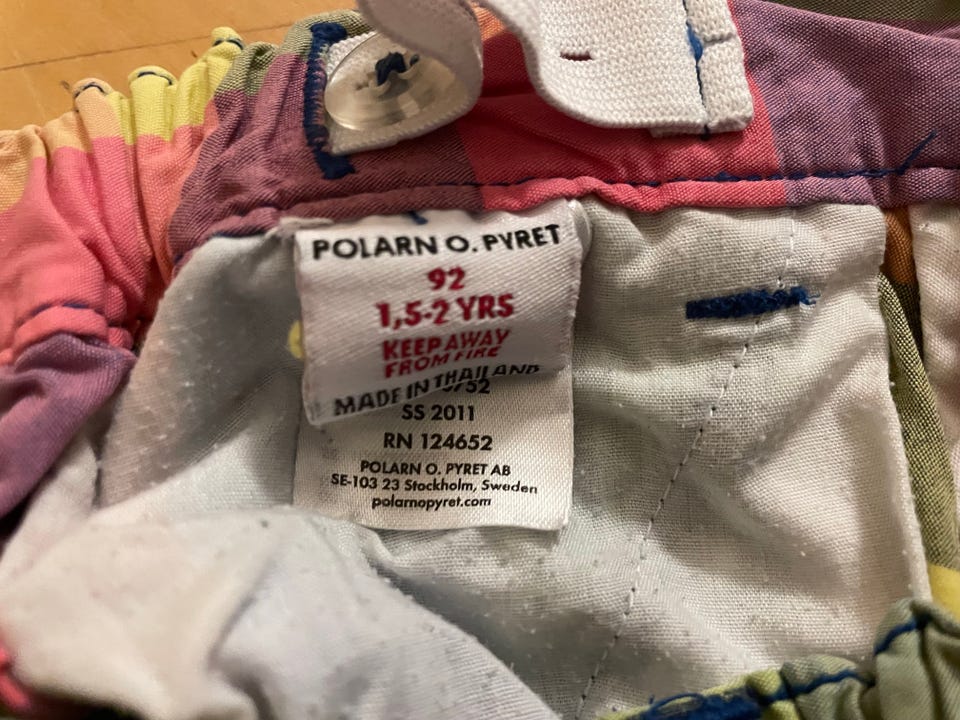 POLARN O. PYRET
92
1,5-2 YRS
KEEP AWAY
FROM FIRE
MADE IN THAILAND
SS 2011
RN 124652
POLARN O. PYRET AB
SE-103 23 Stockholm, Sweden
polarnopyret.com